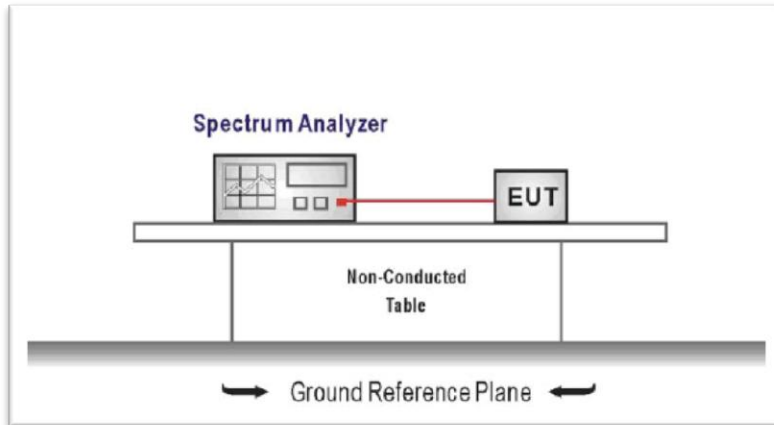 Spectrum Analyzer
EUT
Non-Conducted
Table
Ground Reference Plane